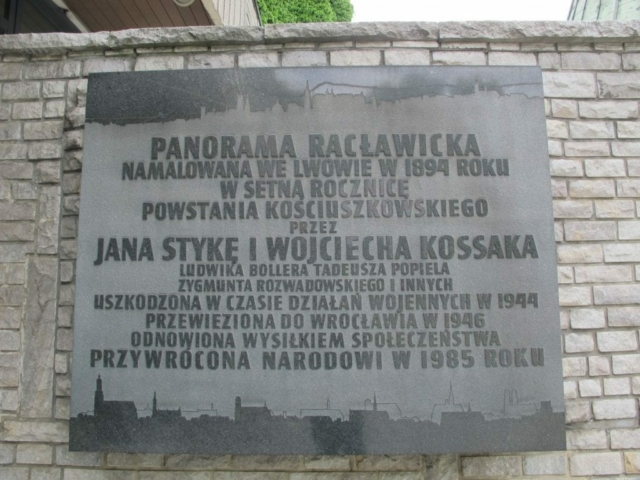 PANORAMA RACŁAWICKA
NAMALOWANA WE LWOWIE W 1894 ROKU
W SETNĄ ROCZNICĘ
POWSTANIA KOŚCIUSZKOWSKIEGO
PRZEZ
JANA STYKĘ I WOJCIECHA KOSSAKA
LUDWIKA BOLLERA TADEUSZA POPIELA
ZYGMUNTA ROZWADOWSKIEGO I INNYCH
USZKODZONA W CZASIE DZIAŁAŃ WOJENNYCH W 1944
PRZEWIEZIONA DO WROCŁAWIA W 1946
ODNOWIONA WYSIŁKIEM SPOŁECZEŃSTWA
PRZYWRÓCONA NARODOWI W 1985 ROKU